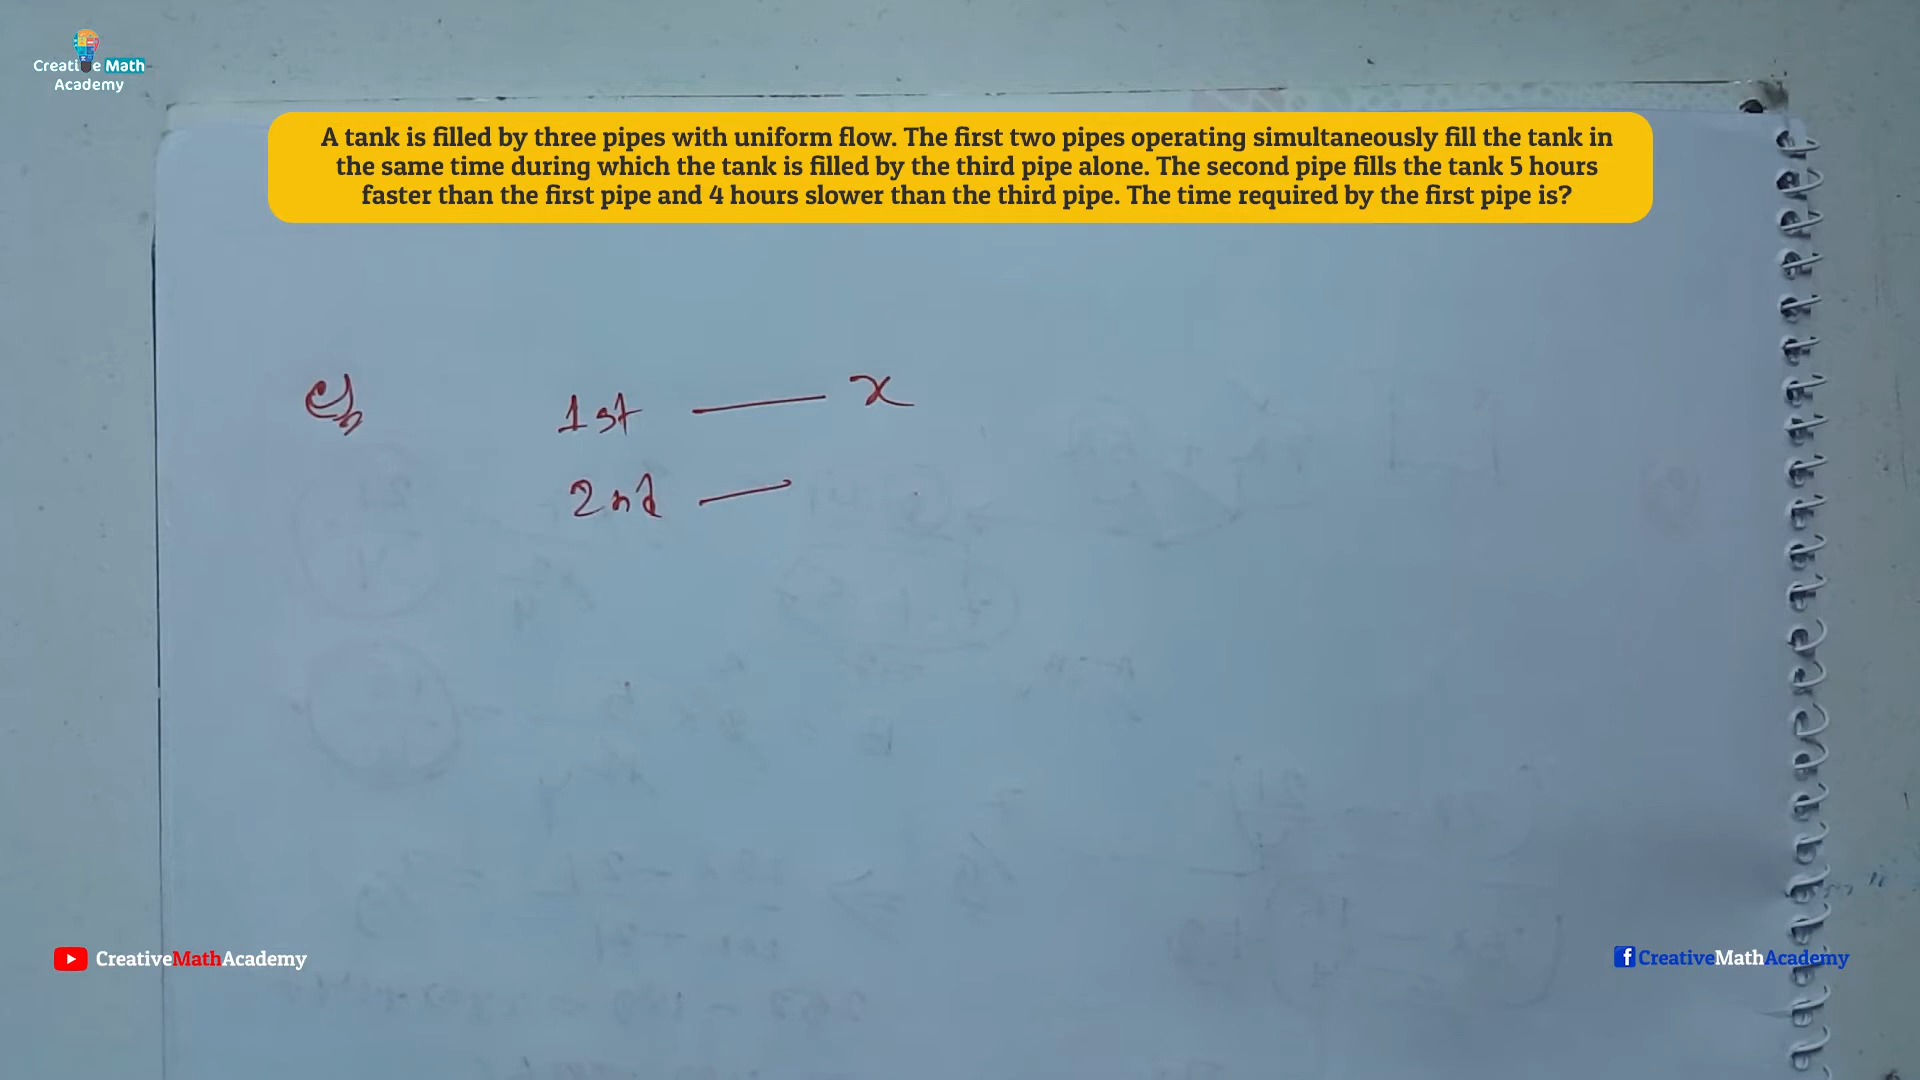 Creative Math
Academy
A tank is filled by three pipes with uniform flow. The first two pipes operating simultaneously fill the tank in
the same time during which the tank is filled by the third pipe alone. The second pipe fills the tank 5 hours
faster than the first pipe and 4 hours slower than the third pipe. The time required by the first pipe is?
1st — x
2nd —
CreativeMathAcademy
CreativeMathAcademy